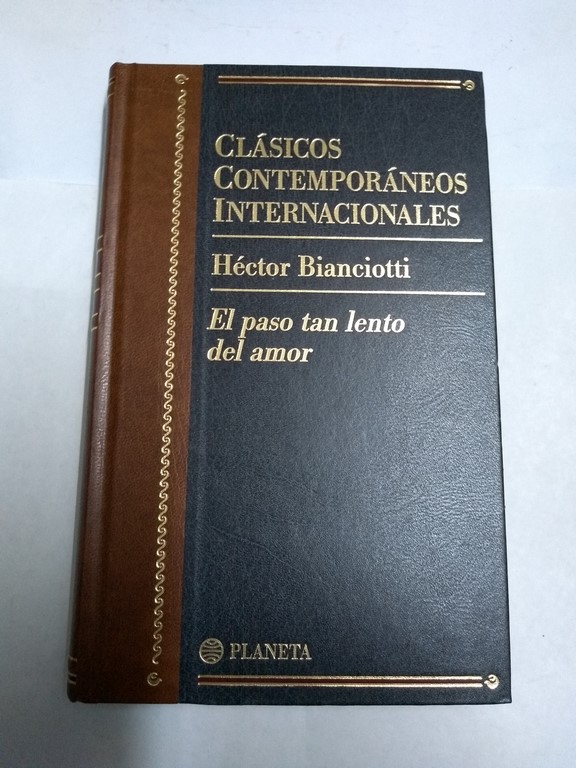 CLÁSICOS
CONTEMPORÁNEOS
INTERNACIONALES
Héctor Bianciotti
El paso tan lento
del amor
PLANETA